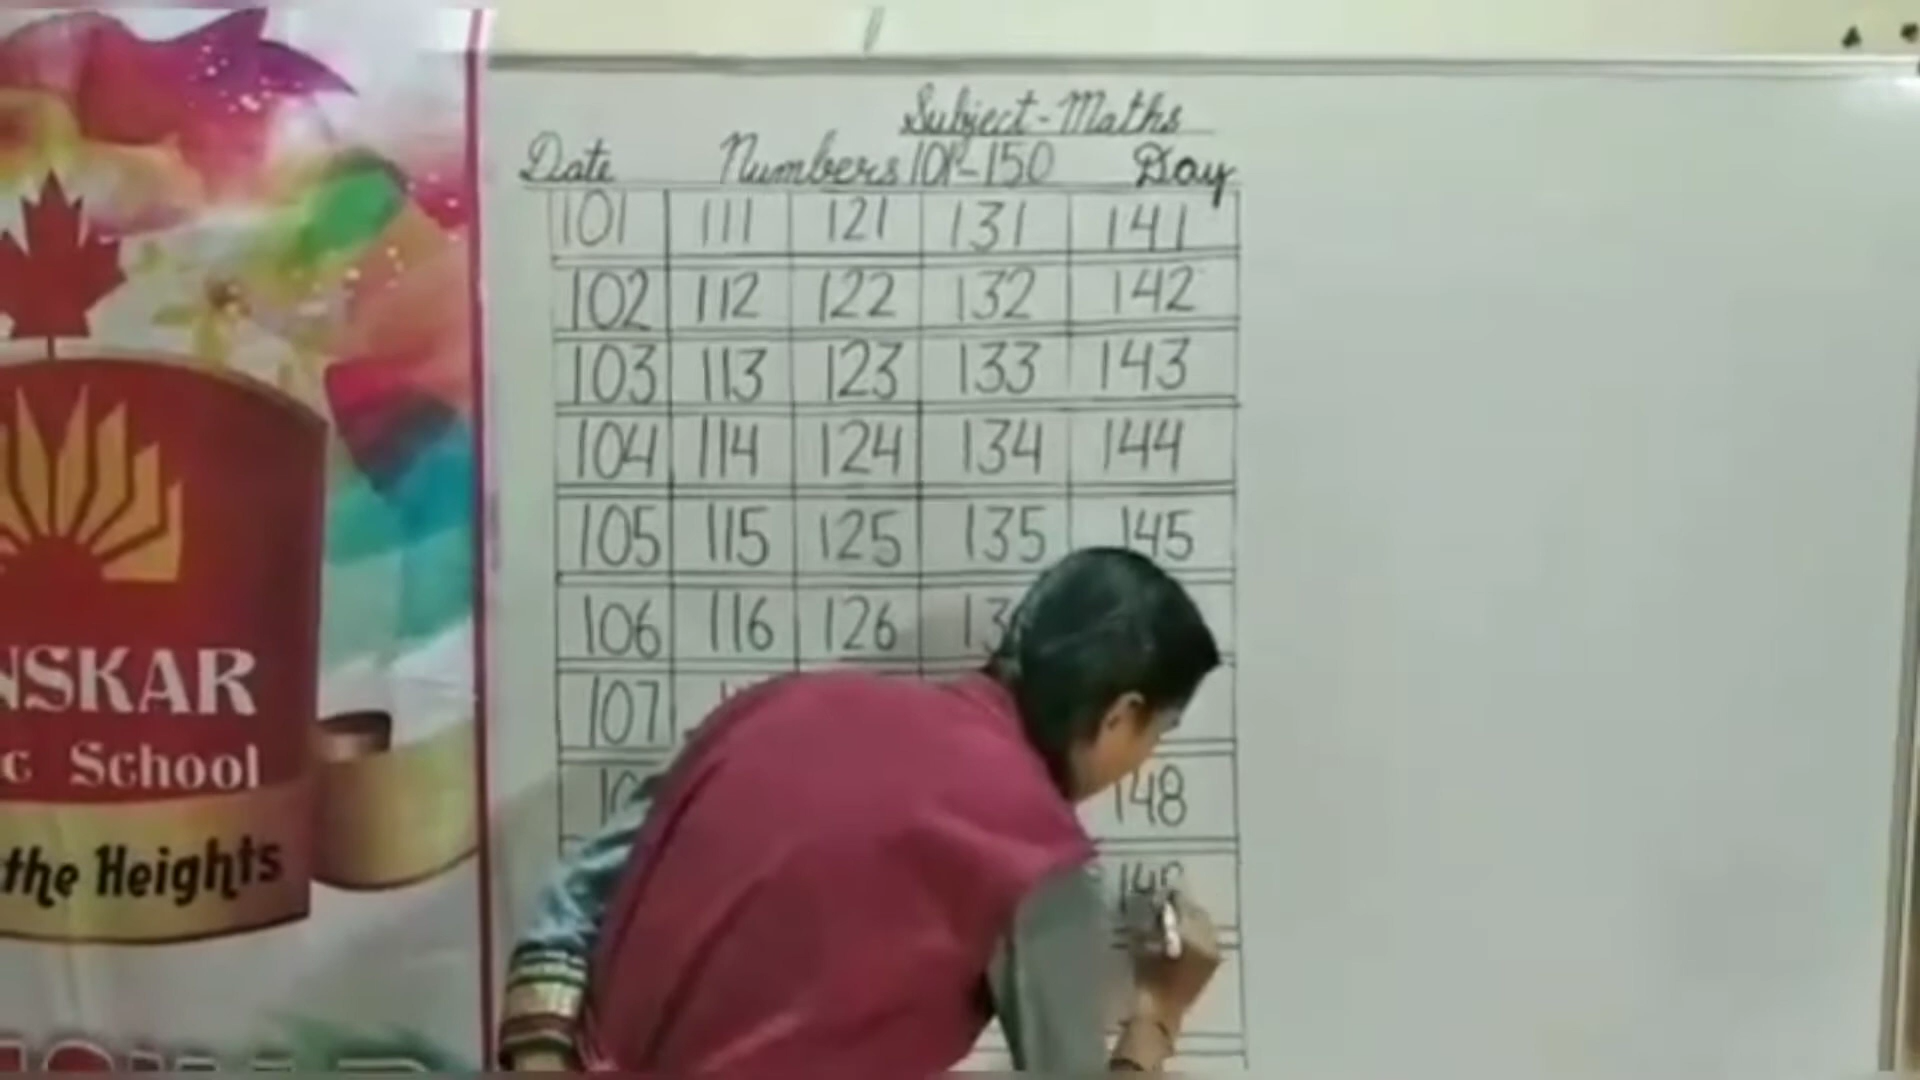 Subject - Maths
Date Numbers 101-150 Day
101 111 121 131 141
102 112 122 132 142
103 113 123 133 143
104 114 124 134 144
105 115 125 135 145
106 116 126
107
148
NSKAR
c School
the Heights